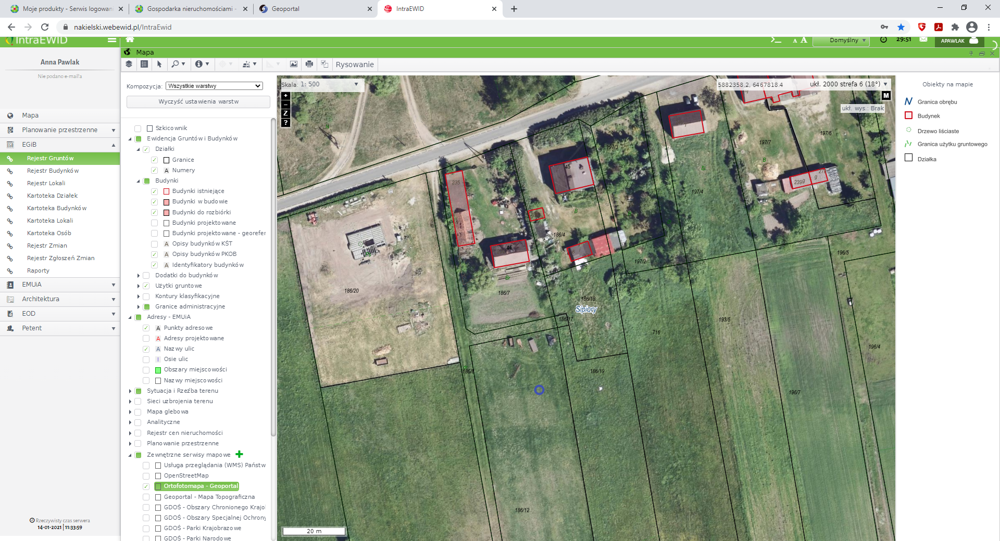 Moje produkty - Serwis logowani
Gospodarka nieruchomościami -
Geoportal
IntraEWID
nakielski.webewid.pl/IntraEwid
IntraEWID
Domyślny
29:51
APAWLAK
Mapa
Anna Pawlak
Nie podano e-mail'a
Mapa
Planowanie przestrzenne
EGiB
Rejestr Gruntów
Rejestr Budynków
Rejestr Lokali
Kartoteka Działek
Kartoteka Budynków
Kartoteka Lokali
Kartoteka Osób
Rejestr Zmian
Rejestr Zgłoszeń Zmian
Raporty
EMUiA
Architektura
EOD
Petent
Rzeczywisty czas serwera
14-01-2021 | 11:33:59
Rysowanie
Kompozycja: Wszystkie warstwy
Wyczyść ustawienia warstw
Szkicownik
Ewidencja Gruntów i Budynków
Działki
Granice
A Numery
Budynki
Budynki istniejące
Budynki w budowie
Budynki do rozbiórki
Budynki projektowane
Budynki projektowane - georefer
A Opisy budynków KŚT
A Opisy budynków PKOB
A Identyfikatory budynków
Dodatki do budynków
Użytki gruntowe
Kontury klasyfikacyjne
Granice administracyjne
Adresy - EMUiA
A Punkty adresowe
A Adresy projektowane
A Nazwy ulic
Osie ulic
Obszary miejscowości
Nazwy miejscowości
Sytuacja i Rzeźba terenu
Sieci uzbrojenia terenu
Mapa glebowa
Analityczne
Rejestr cen nieruchomości
Planowanie przestrzenne
Zewnętrzne serwisy mapowe
Usługa przeglądania (WMS) Państw
OpenStreetMap
Ortofotomapa - Geoportal
Geoportal - Mapa Topograficzna
GDOŚ - Obszary Chronionego Krajo
GDOŚ - Obszary Specjalnej Ochrony
GDOŚ - Parki Krajobrazowe
GDOŚ - Parki Narodowe
Skala: 1: 500
+
-
Z
?
5882358.2, 6467818.4
ukł. 2000 strefa 6 (18°)
M
ukł. wys.: Brak
197/6
197/7
197/3
45
B
235
239g
g
197/4
B
186/4
44
196/5
197/2
Br
186/20
186/7
186/18
Sipiory
186/17
193/5
716
196/4
186/8
186/19
196/7
186/12
20 m
Obiekty na mapie
Granica obrębu
Budynek
Drzewo liściaste
Granica użytku gruntowego
Działka